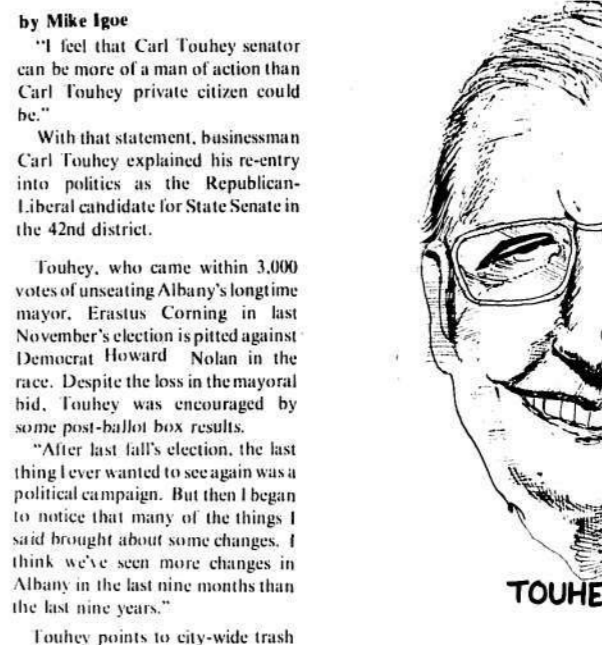 by Mike Igoe
"I feel that Carl Touhey senator
can be more of a man of action than
Carl Touhey private citizen could
be."
With that statement, businessman
Carl Touhey explained his re-entry
into politics as the Republican-
Liberal candidate for State Senate in
the 42nd district.
Touhey, who came within 3,000
votes of unseating Albany's longtime
mayor, Erastus Corning in last
November's election is pitted against
Democrat Howard Nolan in the
race. Despite the loss in the mayoral
bid, Touhey was encouraged by
some post-ballot box results.
"After last fall's election, the last
thing I ever wanted to see again was a
political campaign. But then I began
to notice that many of the things I
said brought about some changes. I
think we've seen more changes in
Albany in the last nine months than
the last nine years."
Touhey points to city-wide trash
TOUHE